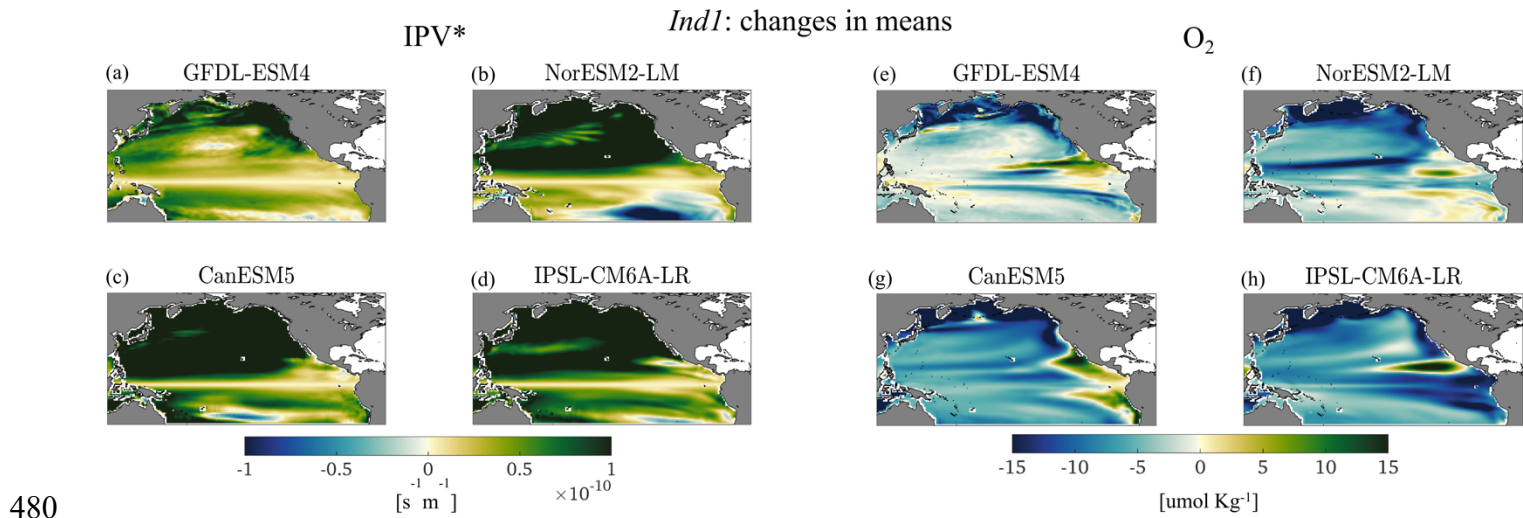 Ind1: changes in means
IPV*
O₂
(a) GFDL-ESM4
(b) NorESM2-LM
(e) GFDL-ESM4
(f) NorESM2-LM
(c) CanESM5
(d) IPSL-CM6A-LR
(g) CanESM5
(h) IPSL-CM6A-LR
-1 -0.5 0 0.5 1
×10⁻¹⁰
[s⁻¹ m⁻¹]
-15 -10 -5 0 5 10 15
[umol Kg⁻¹]
480